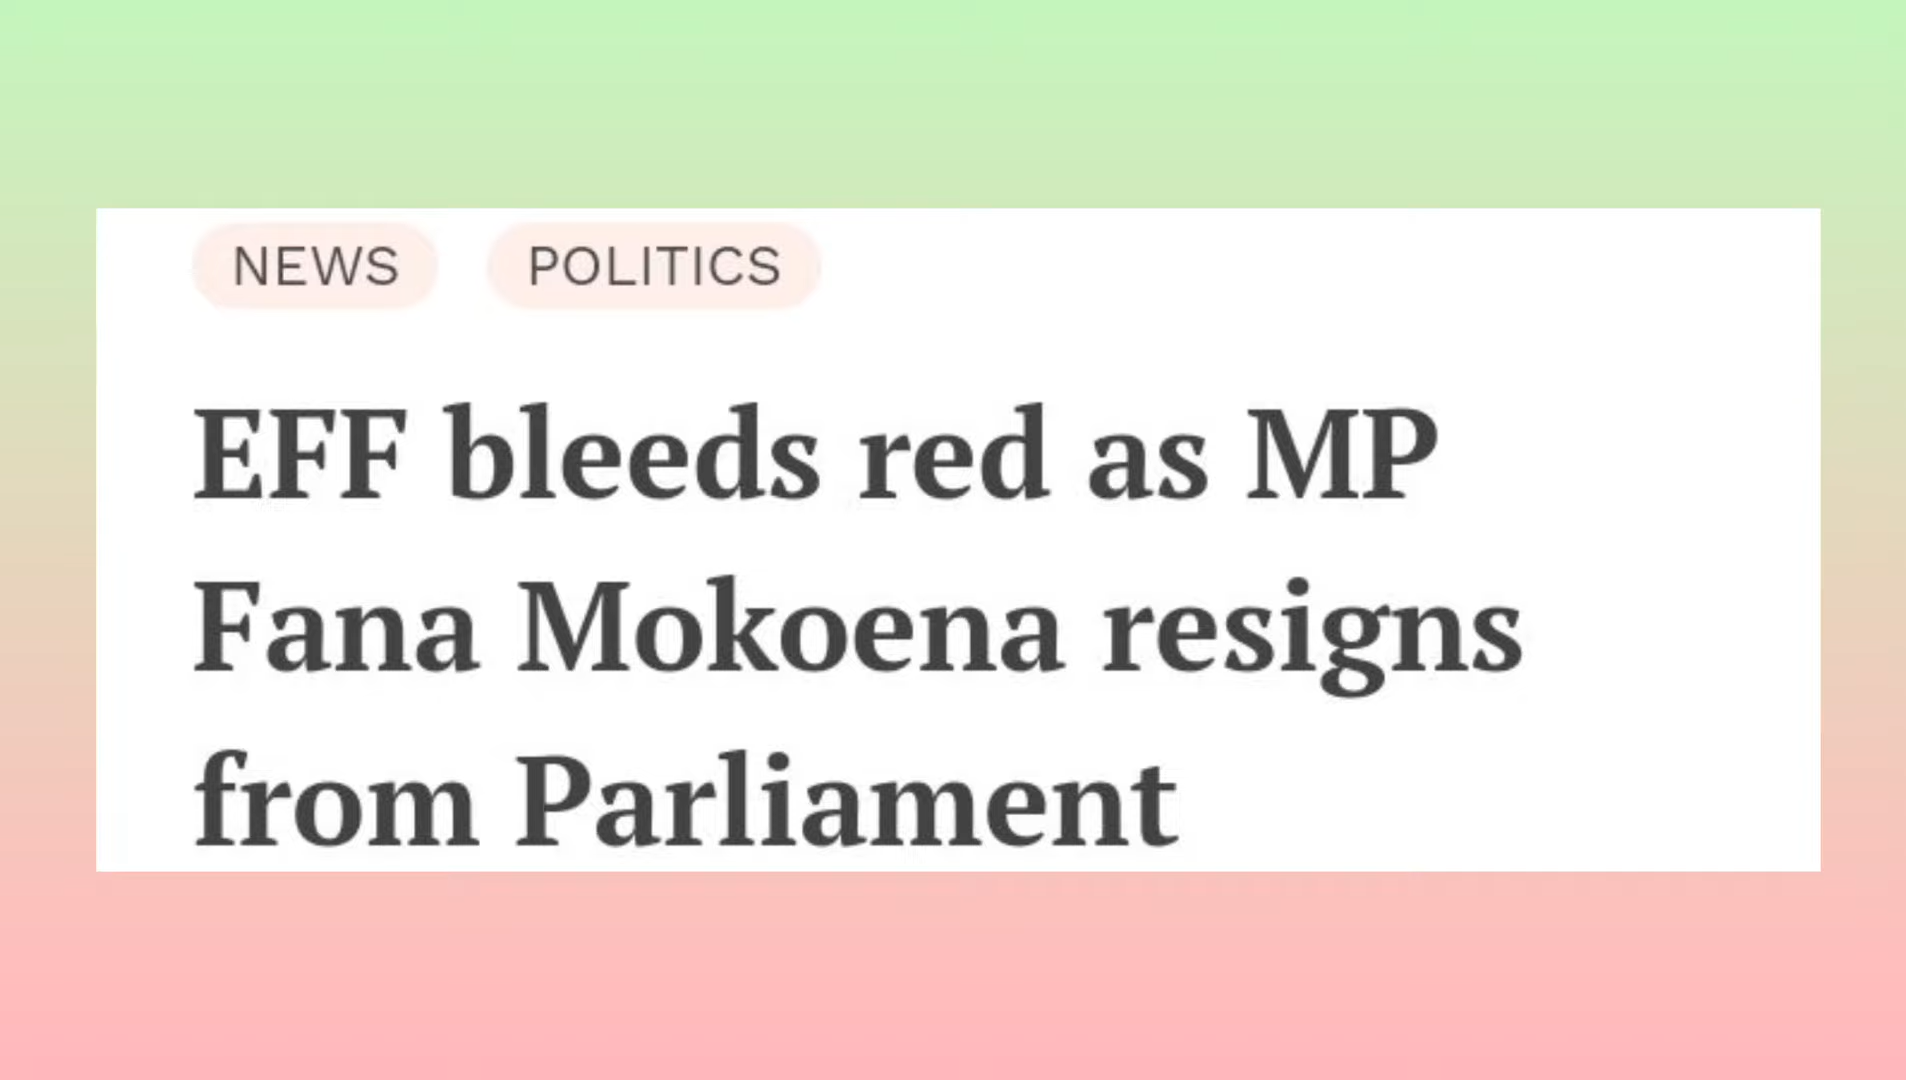 NEWS POLITICS
EFF bleeds red as MP
Fana Mokoena resigns
from Parliament